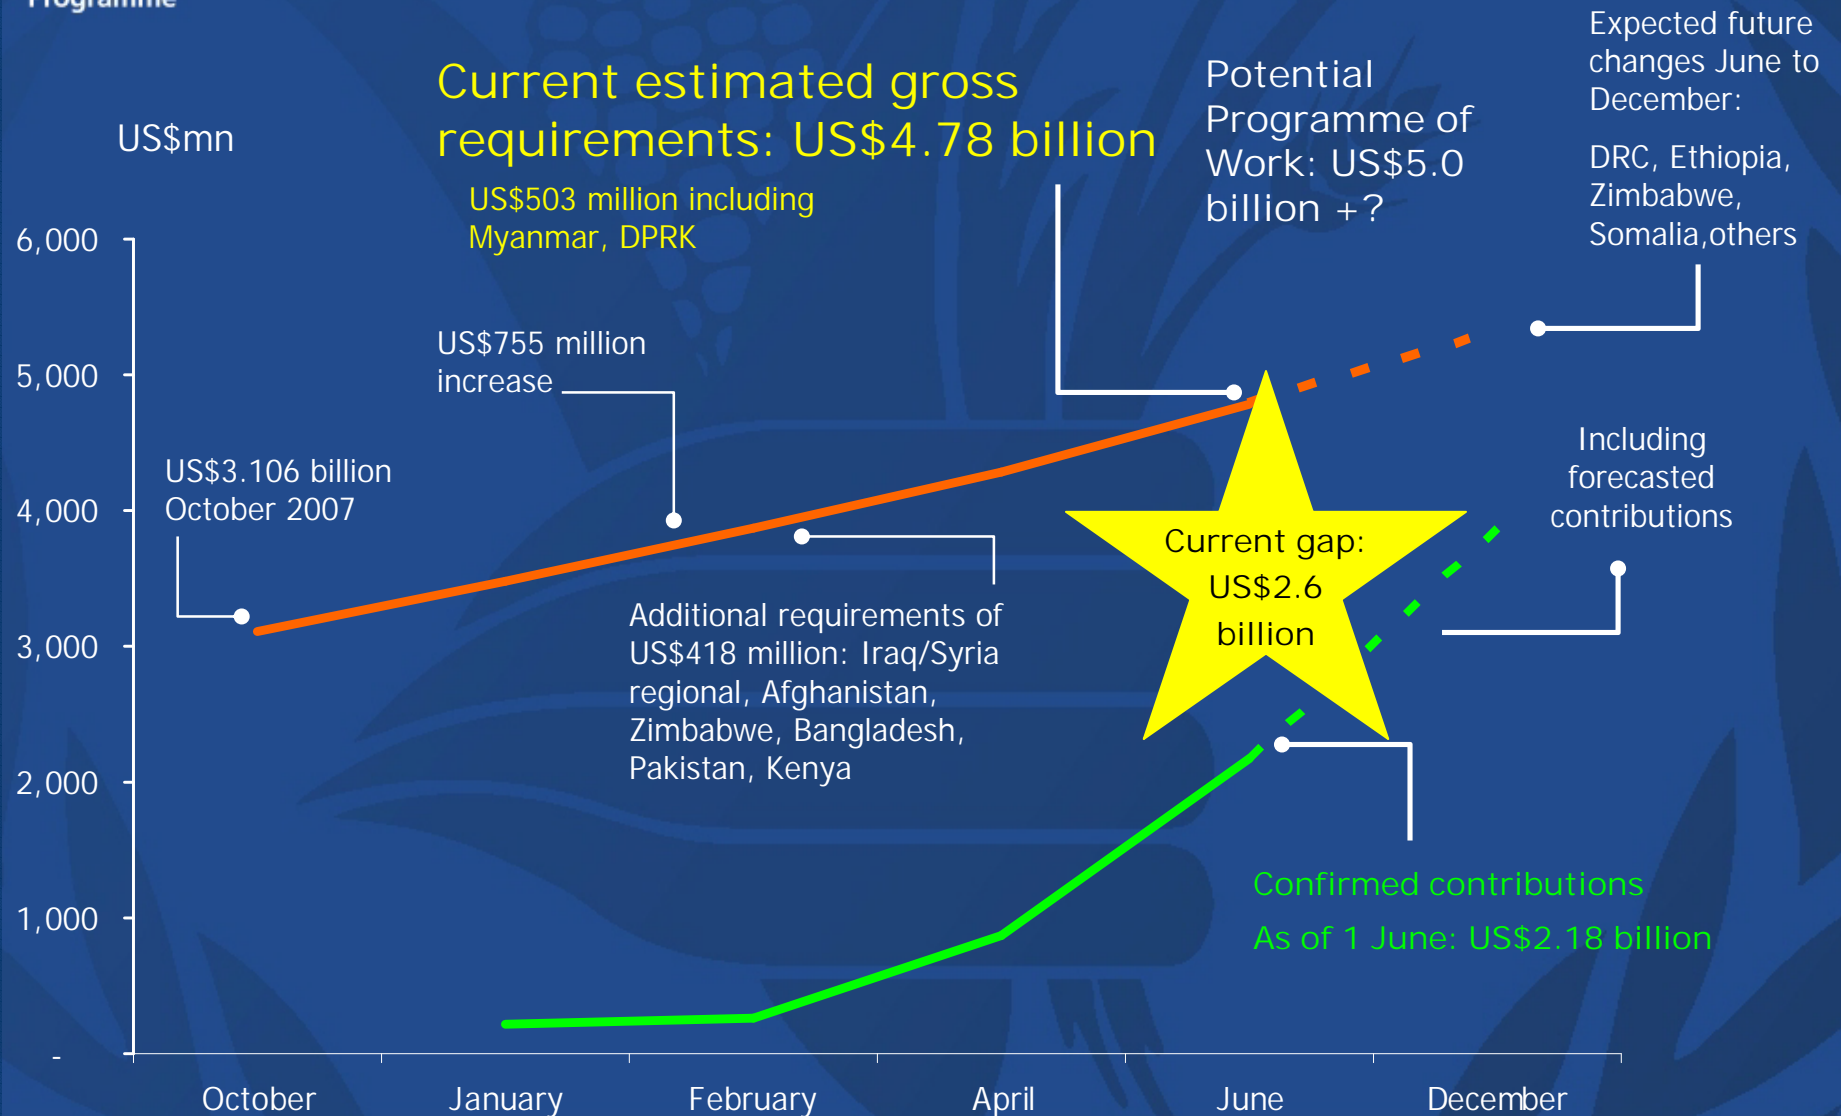 Programme
US$mn
Current estimated gross
requirements: US$4.78 billion
US$503 million including
Myanmar, DPRK
Potential
Programme of
Work: US$5.0
billion +?
Expected future
changes June to
December:
DRC, Ethiopia,
Zimbabwe,
Somalia,others
US$755 million
increase
US$3.106 billion
October 2007
Additional requirements of
US$418 million: Iraq/Syria
regional, Afghanistan,
Zimbabwe, Bangladesh,
Pakistan, Kenya
Current gap:
US$2.6
billion
Including
forecasted
contributions
Confirmed contributions
As of 1 June: US$2.18 billion
6,000
5,000
4,000
3,000
2,000
1,000
-
October January February April June December